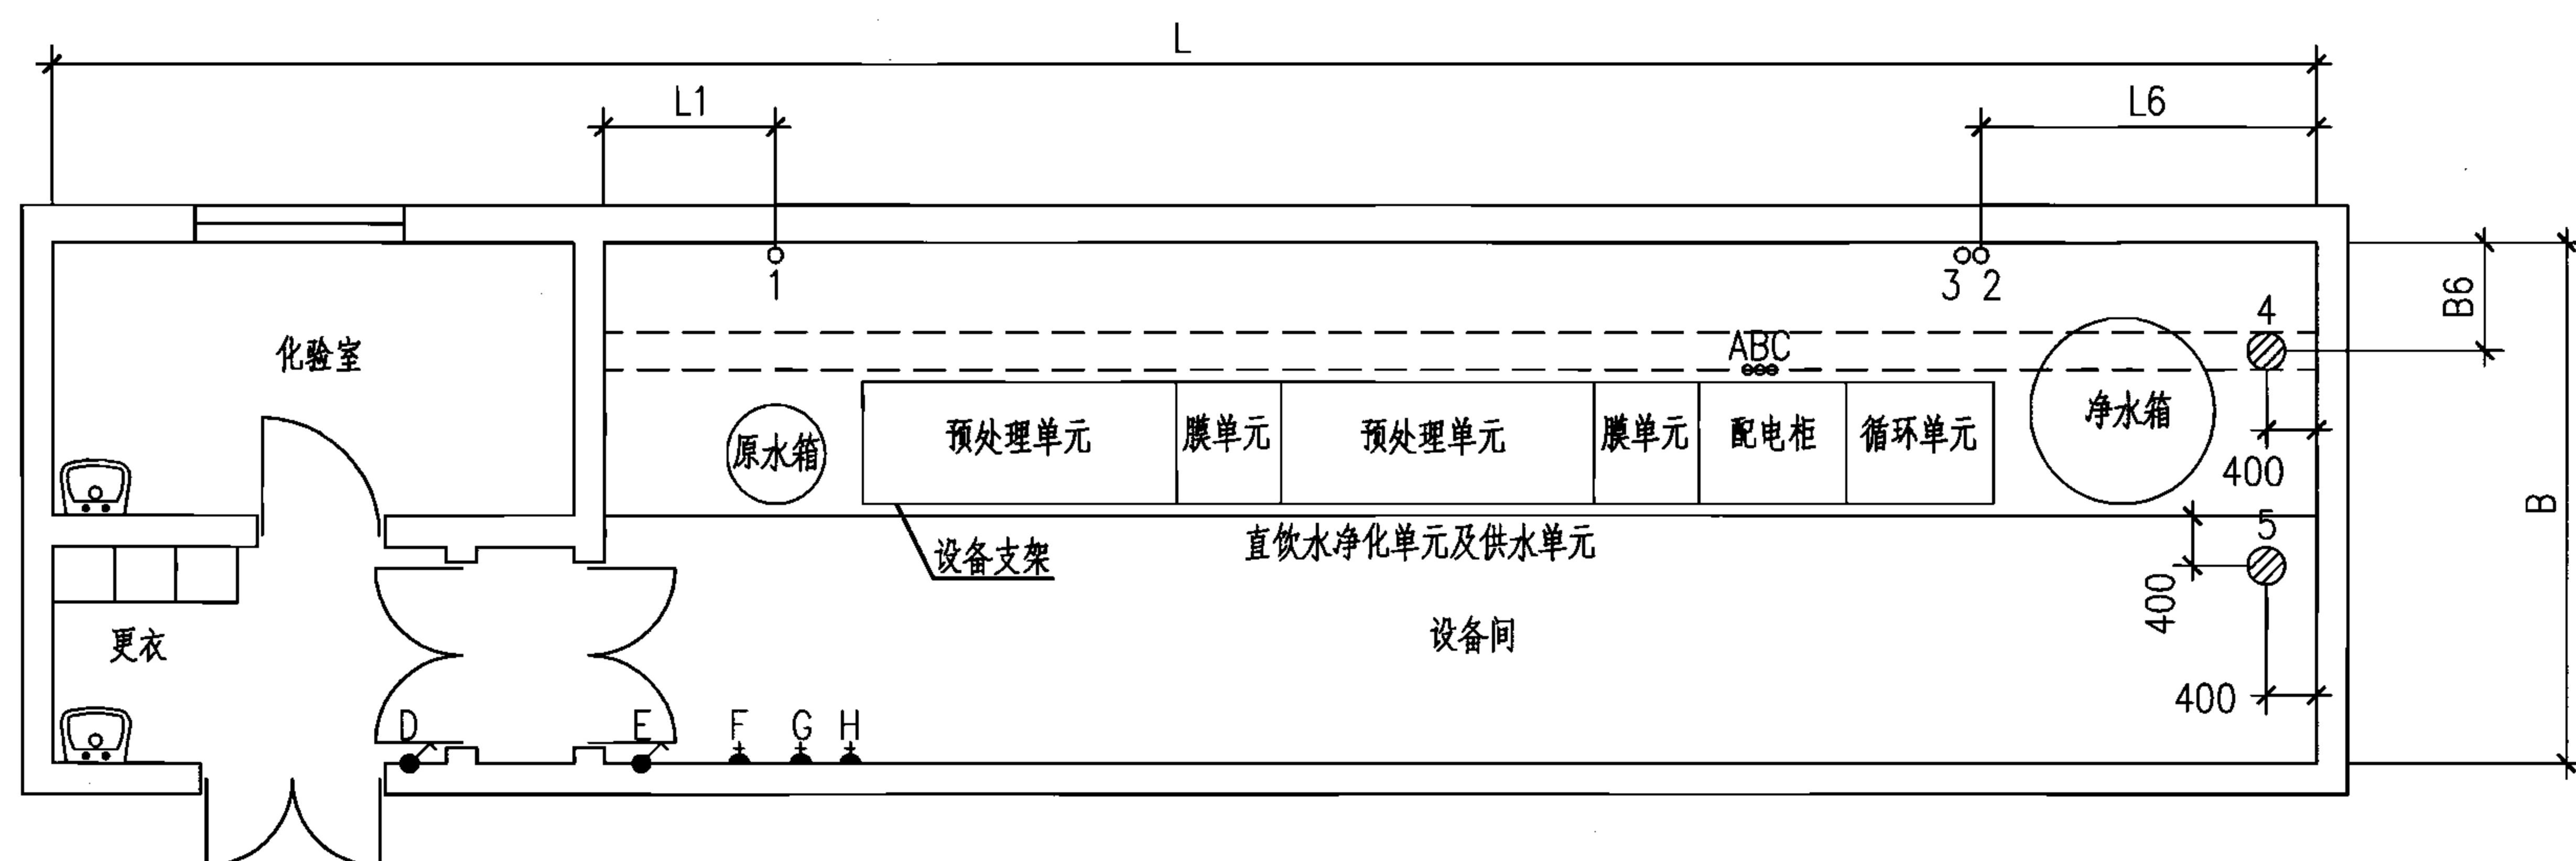 L
L1
L6
1
3 2
B6
4
ABC
化验室
原水箱
预处理单元
膜单元
预处理单元
膜单元
配电柜
循环单元
净水箱
400
B
5
设备支架
直饮水净化单元及供水单元
400
更衣
设备间
400
D
E
F
G
H